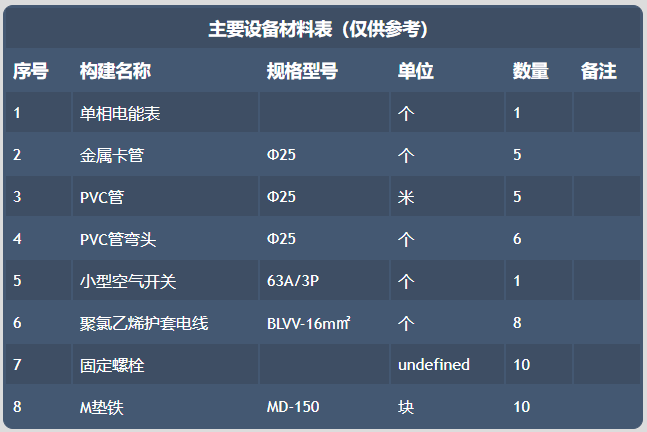 主要设备材料表（仅供参考）
序号 构建名称 规格型号 单位 数量 备注
1 单相电能表 个 1
2 金属卡管 Φ25 个 5
3 PVC管 Φ25 米 5
4 PVC管弯头 Φ25 个 6
5 小型空气开关 63A/3P 个 1
6 聚氯乙烯护套电线 BLVV-16m㎡ 个 8
7 固定螺栓 undefined 10
8 M垫铁 MD-150 块 10